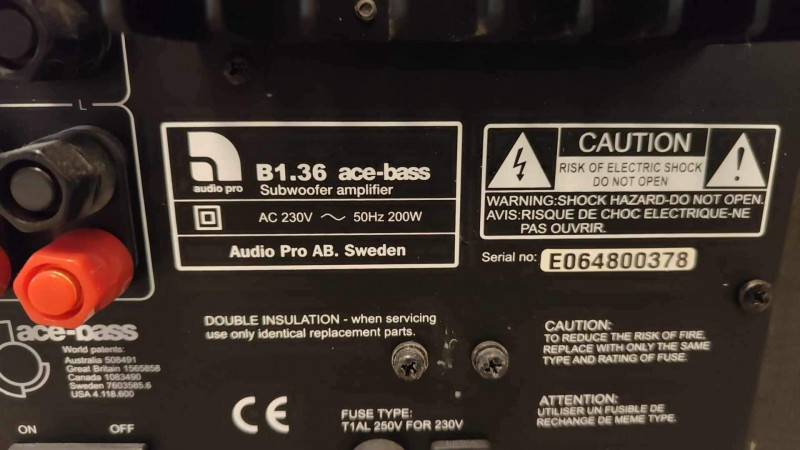 L
audio pro
B1.36 ace-bass
Subwoofer amplifier
AC 230V ~ 50Hz 200W
Audio Pro AB. Sweden
CAUTION
RISK OF ELECTRIC SHOCK
DO NOT OPEN
WARNING:SHOCK HAZARD-DO NOT OPEN.
AVIS:RISQUE DE CHOC ELECTRIQUE-NE
PAS OUVRIR.
Serial no: E064800378
ace-bass
World patents:
Australia 508491
Great Britain 1565858
Canada 1083490
Sweden 7603585.6
USA 4.118.600
ON OFF
DOUBLE INSULATION - when servicing
use only identical replacement parts.
CE
FUSE TYPE:
T1AL 250V FOR 230V
CAUTION:
TO REDUCE THE RISK OF FIRE,
REPLACE WITH ONLY THE SAME
TYPE AND RATING OF FUSE.
ATTENTION:
UTILISER UN FUSIBLE DE
RECHANGE DE MEME TYPE.